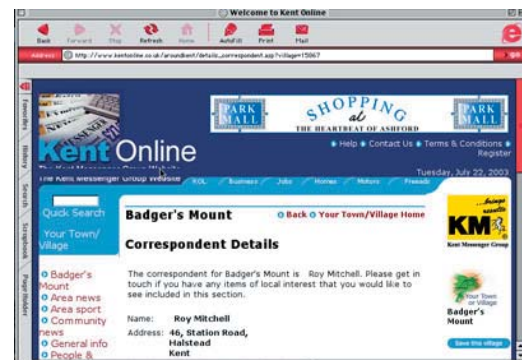 Welcome to Kent Online
Back Forward Stop Refresh Home AutoFill Print Mail
Address http://www.kentonline.co.uk/aroundkent/details_correspondent.asp?village=15067 go
Favorites
History
Search
Scrapbook
Page Holder
PARK MALL
SHOPPING
at
THE HEARTBEAT OF ASHFORD
PARK MALL
Kent Online
The Kent Messenger Group Website
Help Contact Us Terms & Conditions
Register
Tuesday, July 22, 2003
KOL Business Jobs Homes Motors Friends
Quick Search
Your Town/
Village
Badger's
Mount
Area news
Area sport
Community
news
General info
People &
Badger's Mount
Back Your Town/Village Home
Correspondent Details
The correspondent for Badger's Mount is Roy Mitchell. Please get in
touch if you have any items of local interest that you would like to
see included in this section.
Name: Roy Mitchell
Address: 46, Station Road,
Halstead
Kent
...brings
results
KM
Kent Messenger Group
Your Town
or Village
Badger's
Mount
Save this village